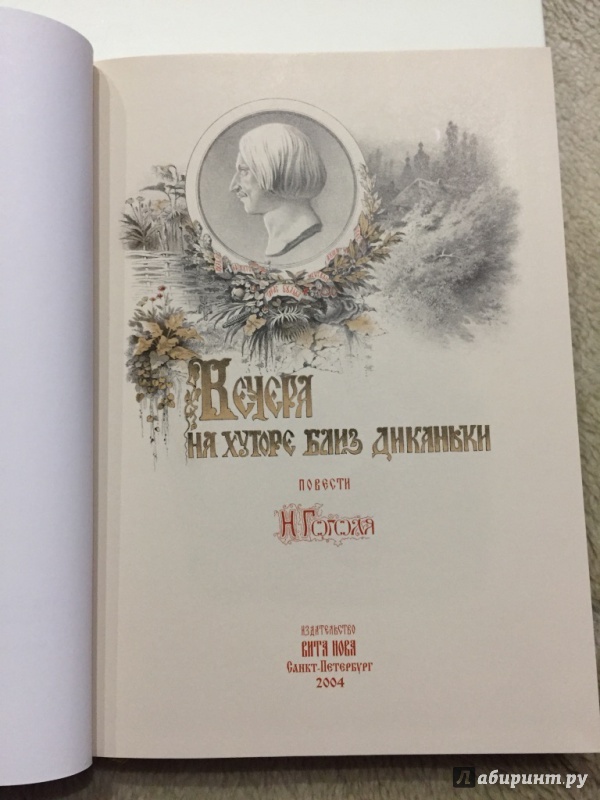 Вечера
на хуторе близ Диканьки
повести
Н. Гоголя
издательство
Вита Нова
Санкт-Петербург
2004
Лабиринт.ру